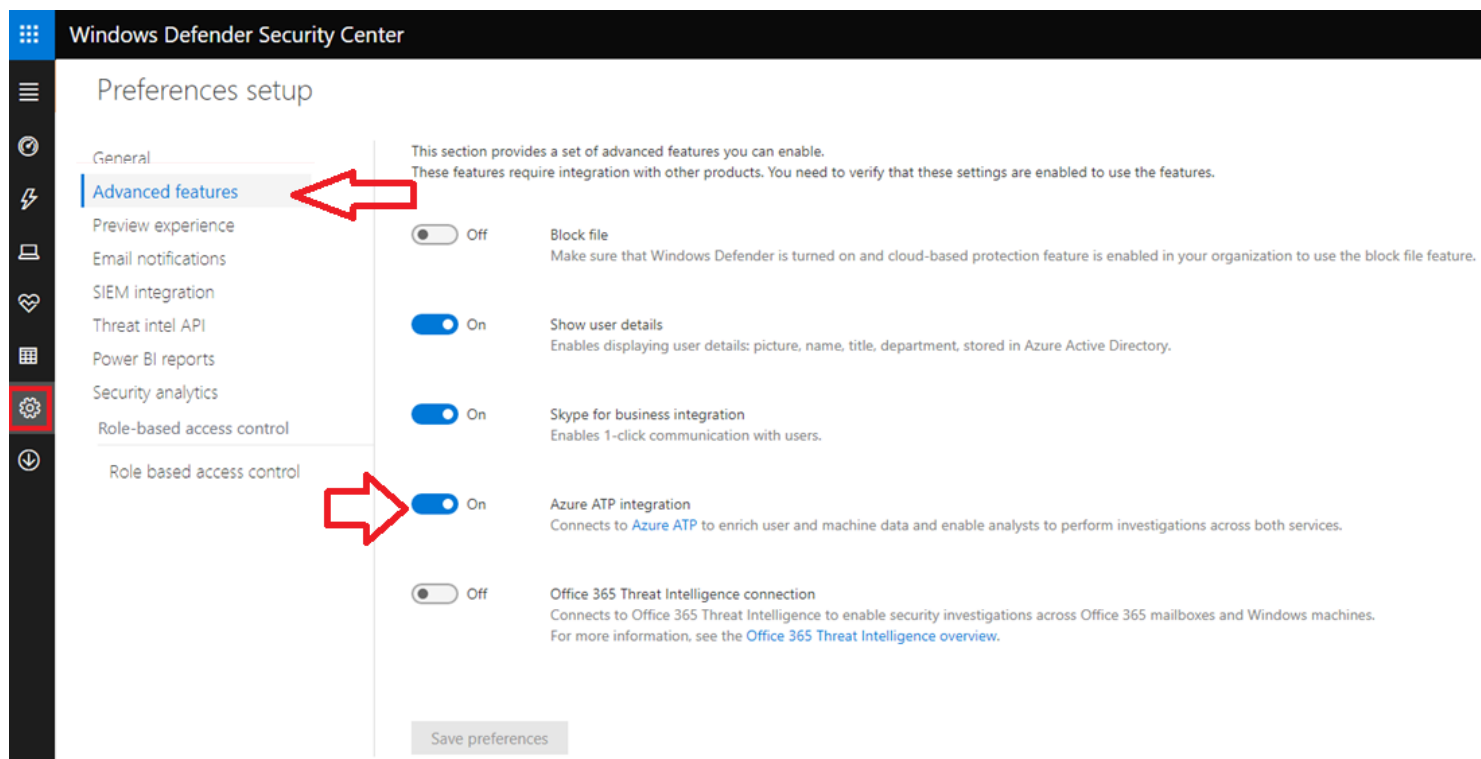 Windows Defender Security Center
Preferences setup
General
Advanced features
Preview experience
Email notifications
SIEM integration
Threat intel API
Power BI reports
Security analytics
Role-based access control
Role based access control
This section provides a set of advanced features you can enable.
These features require integration with other products. You need to verify that these settings are enabled to use the features.
Off Block file
Make sure that Windows Defender is turned on and cloud-based protection feature is enabled in your organization to use the block file feature.
On Show user details
Enables displaying user details: picture, name, title, department, stored in Azure Active Directory.
On Skype for business integration
Enables 1-click communication with users.
On Azure ATP integration
Connects to Azure ATP to enrich user and machine data and enable analysts to perform investigations across both services.
Off Office 365 Threat Intelligence connection
Connects to Office 365 Threat Intelligence to enable security investigations across Office 365 mailboxes and Windows machines.
For more information, see the Office 365 Threat Intelligence overview.
Save preferences